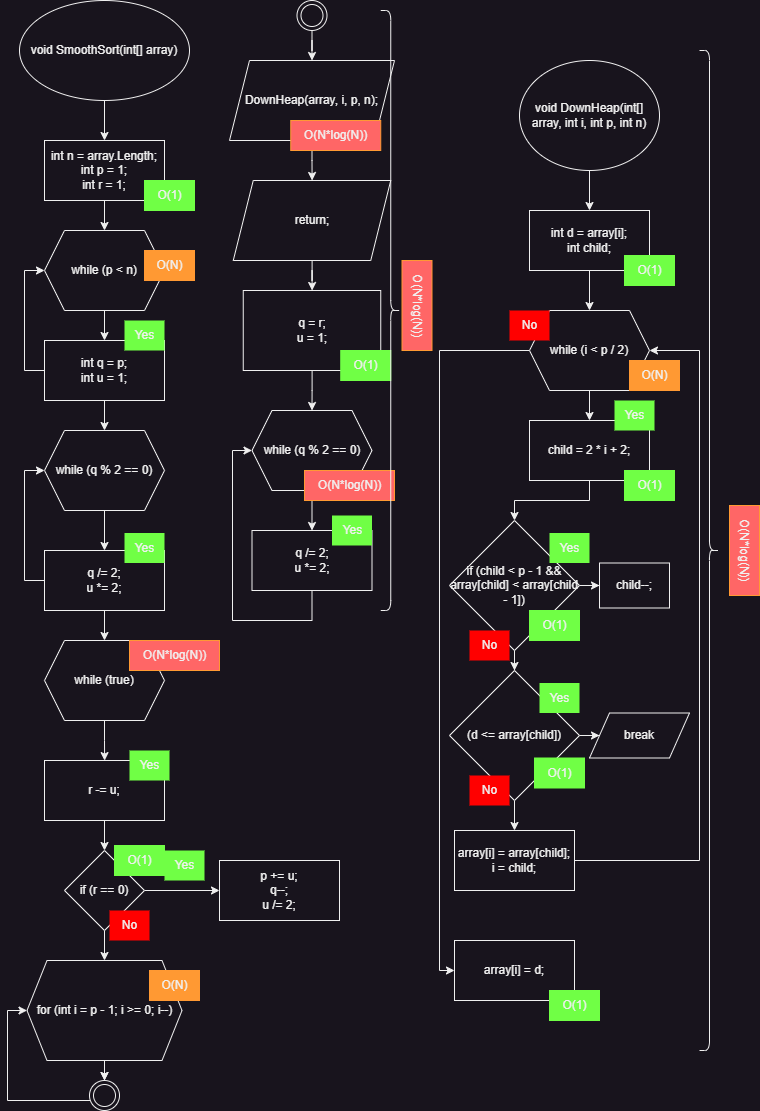 void SmoothSort(int[] array)
int n = array.Length;
int p = 1;
int r = 1;
O(1)
while (p < n)
O(N)
Yes
int q = p;
int u = 1;
while (q % 2 == 0)
Yes
q /= 2;
u *= 2;
O(N*log(N))
while (true)
Yes
r -= u;
O(1)
Yes
if (r == 0)
p += u;
q--;
u /= 2;
No
O(N)
for (int i = p - 1; i >= 0; i--)
DownHeap(array, i, p, n);
O(N*log(N))
return;
q = r;
u = 1;
O(1)
while (q % 2 == 0)
O(N*log(N))
Yes
q /= 2;
u *= 2;
O(N*log(N))
void DownHeap(int[]
array, int i, int p, int n)
int d = array[i];
int child;
O(1)
No
while (i < p / 2)
O(N)
Yes
child = 2 * i + 2;
O(1)
Yes
if (child < p - 1 &&
array[child] < array[child
- 1])
child--;
O(1)
No
Yes
(d <= array[child])
break
O(1)
No
array[i] = array[child];
i = child;
array[i] = d;
O(1)
O(N*log(N))